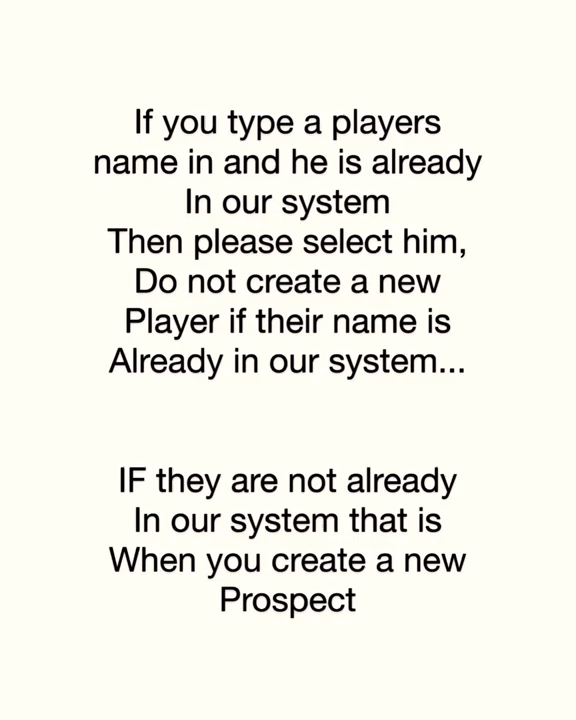 If you type a players
name in and he is already
In our system
Then please select him,
Do not create a new
Player if their name is
Already in our system...
IF they are not already
In our system that is
When you create a new
Prospect